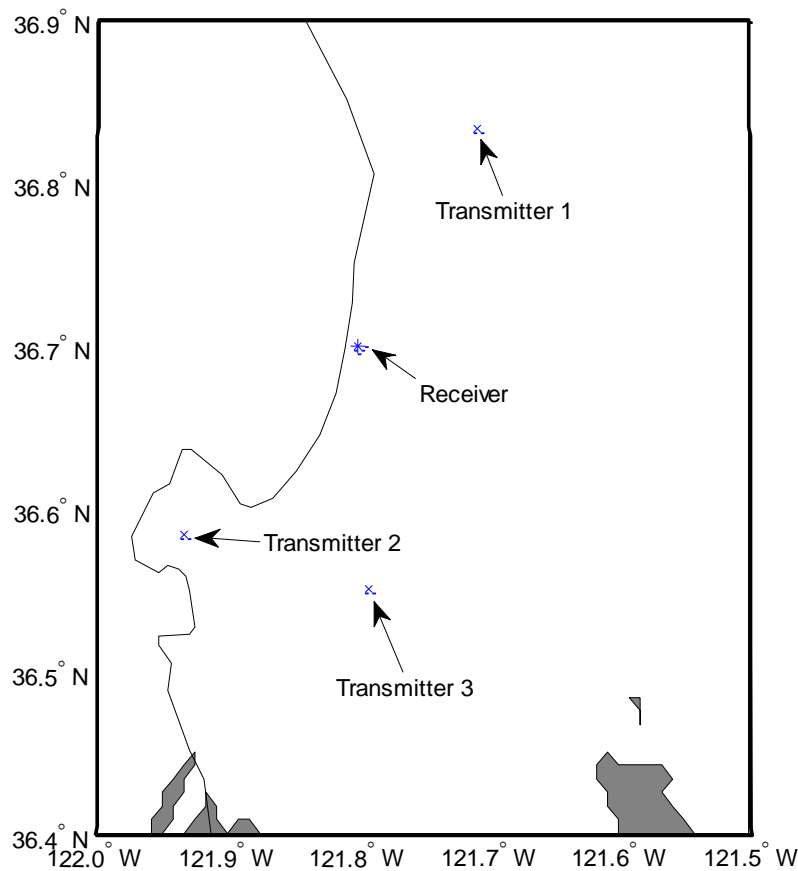 36.9° N
Transmitter 1
36.8° N
36.7° N
Receiver
36.6° N
Transmitter 2
36.5° N
Transmitter 3
36.4° N
122.0° W 121.9° W 121.8° W 121.7° W 121.6° W 121.5° W